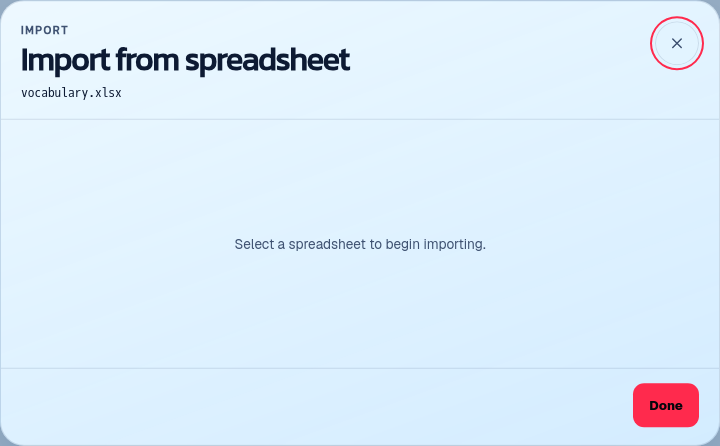 IMPORT
Import from spreadsheet
vocabulary.xlsx
Select a spreadsheet to begin importing.
Done